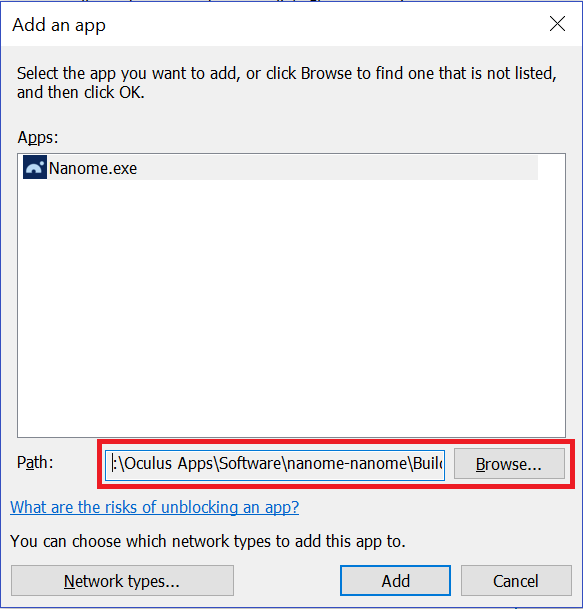 Add an app
Select the app you want to add, or click Browse to find one that is not listed,
and then click OK.
Apps:
Nanome.exe
Path:
:\Oculus Apps\Software\nanome-nanome\Build
Browse...
What are the risks of unblocking an app?
You can choose which network types to add this app to.
Network types...
Add
Cancel